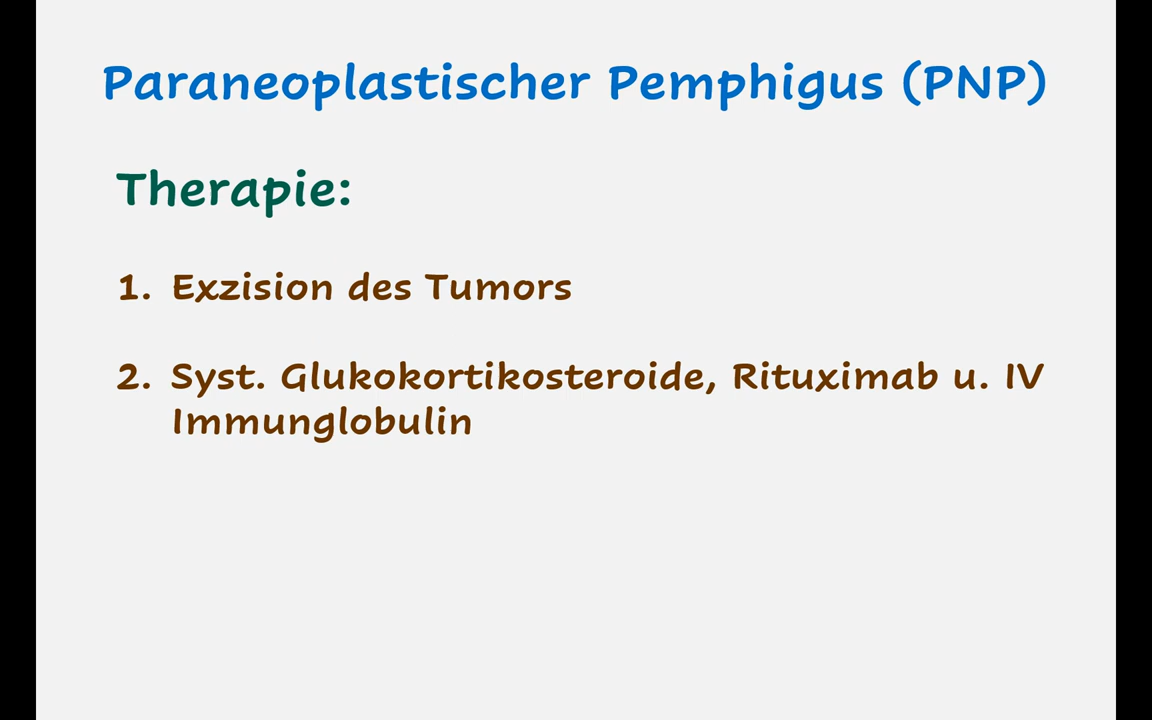 Paraneoplastischer Pemphigus (PNP)
Therapie:
1. Exzision des Tumors
2. Syst. Glukokortikosteroide, Rituximab u. IV
Immunglobulin